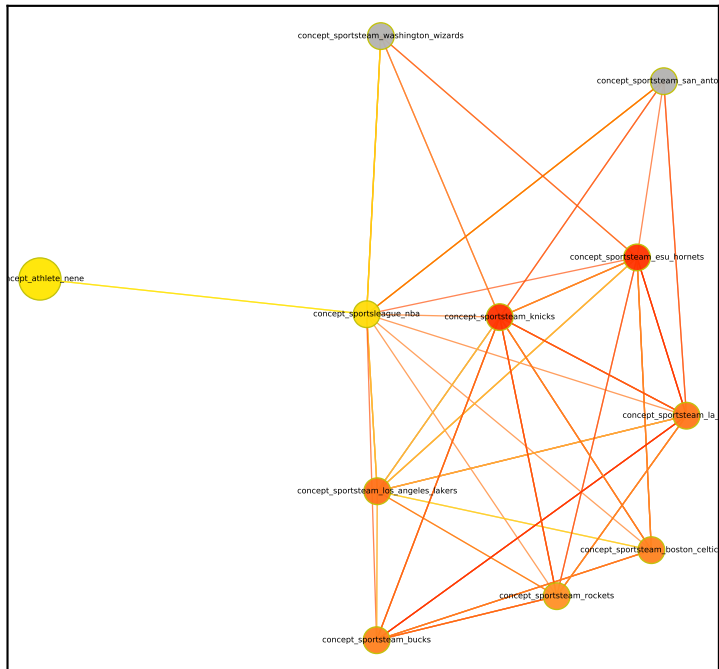 concept_sportsteam_washington_wizards
concept_sportsteam_san_anto
concept_sportsteam_esu_hornets
ncept_athlete_nene
concept_sportsleague_nba
concept_sportsteam_knicks
concept_sportsteam_la_
concept_sportsteam_los_angeles_lakers
concept_sportsteam_boston_celtic
concept_sportsteam_rockets
concept_sportsteam_bucks